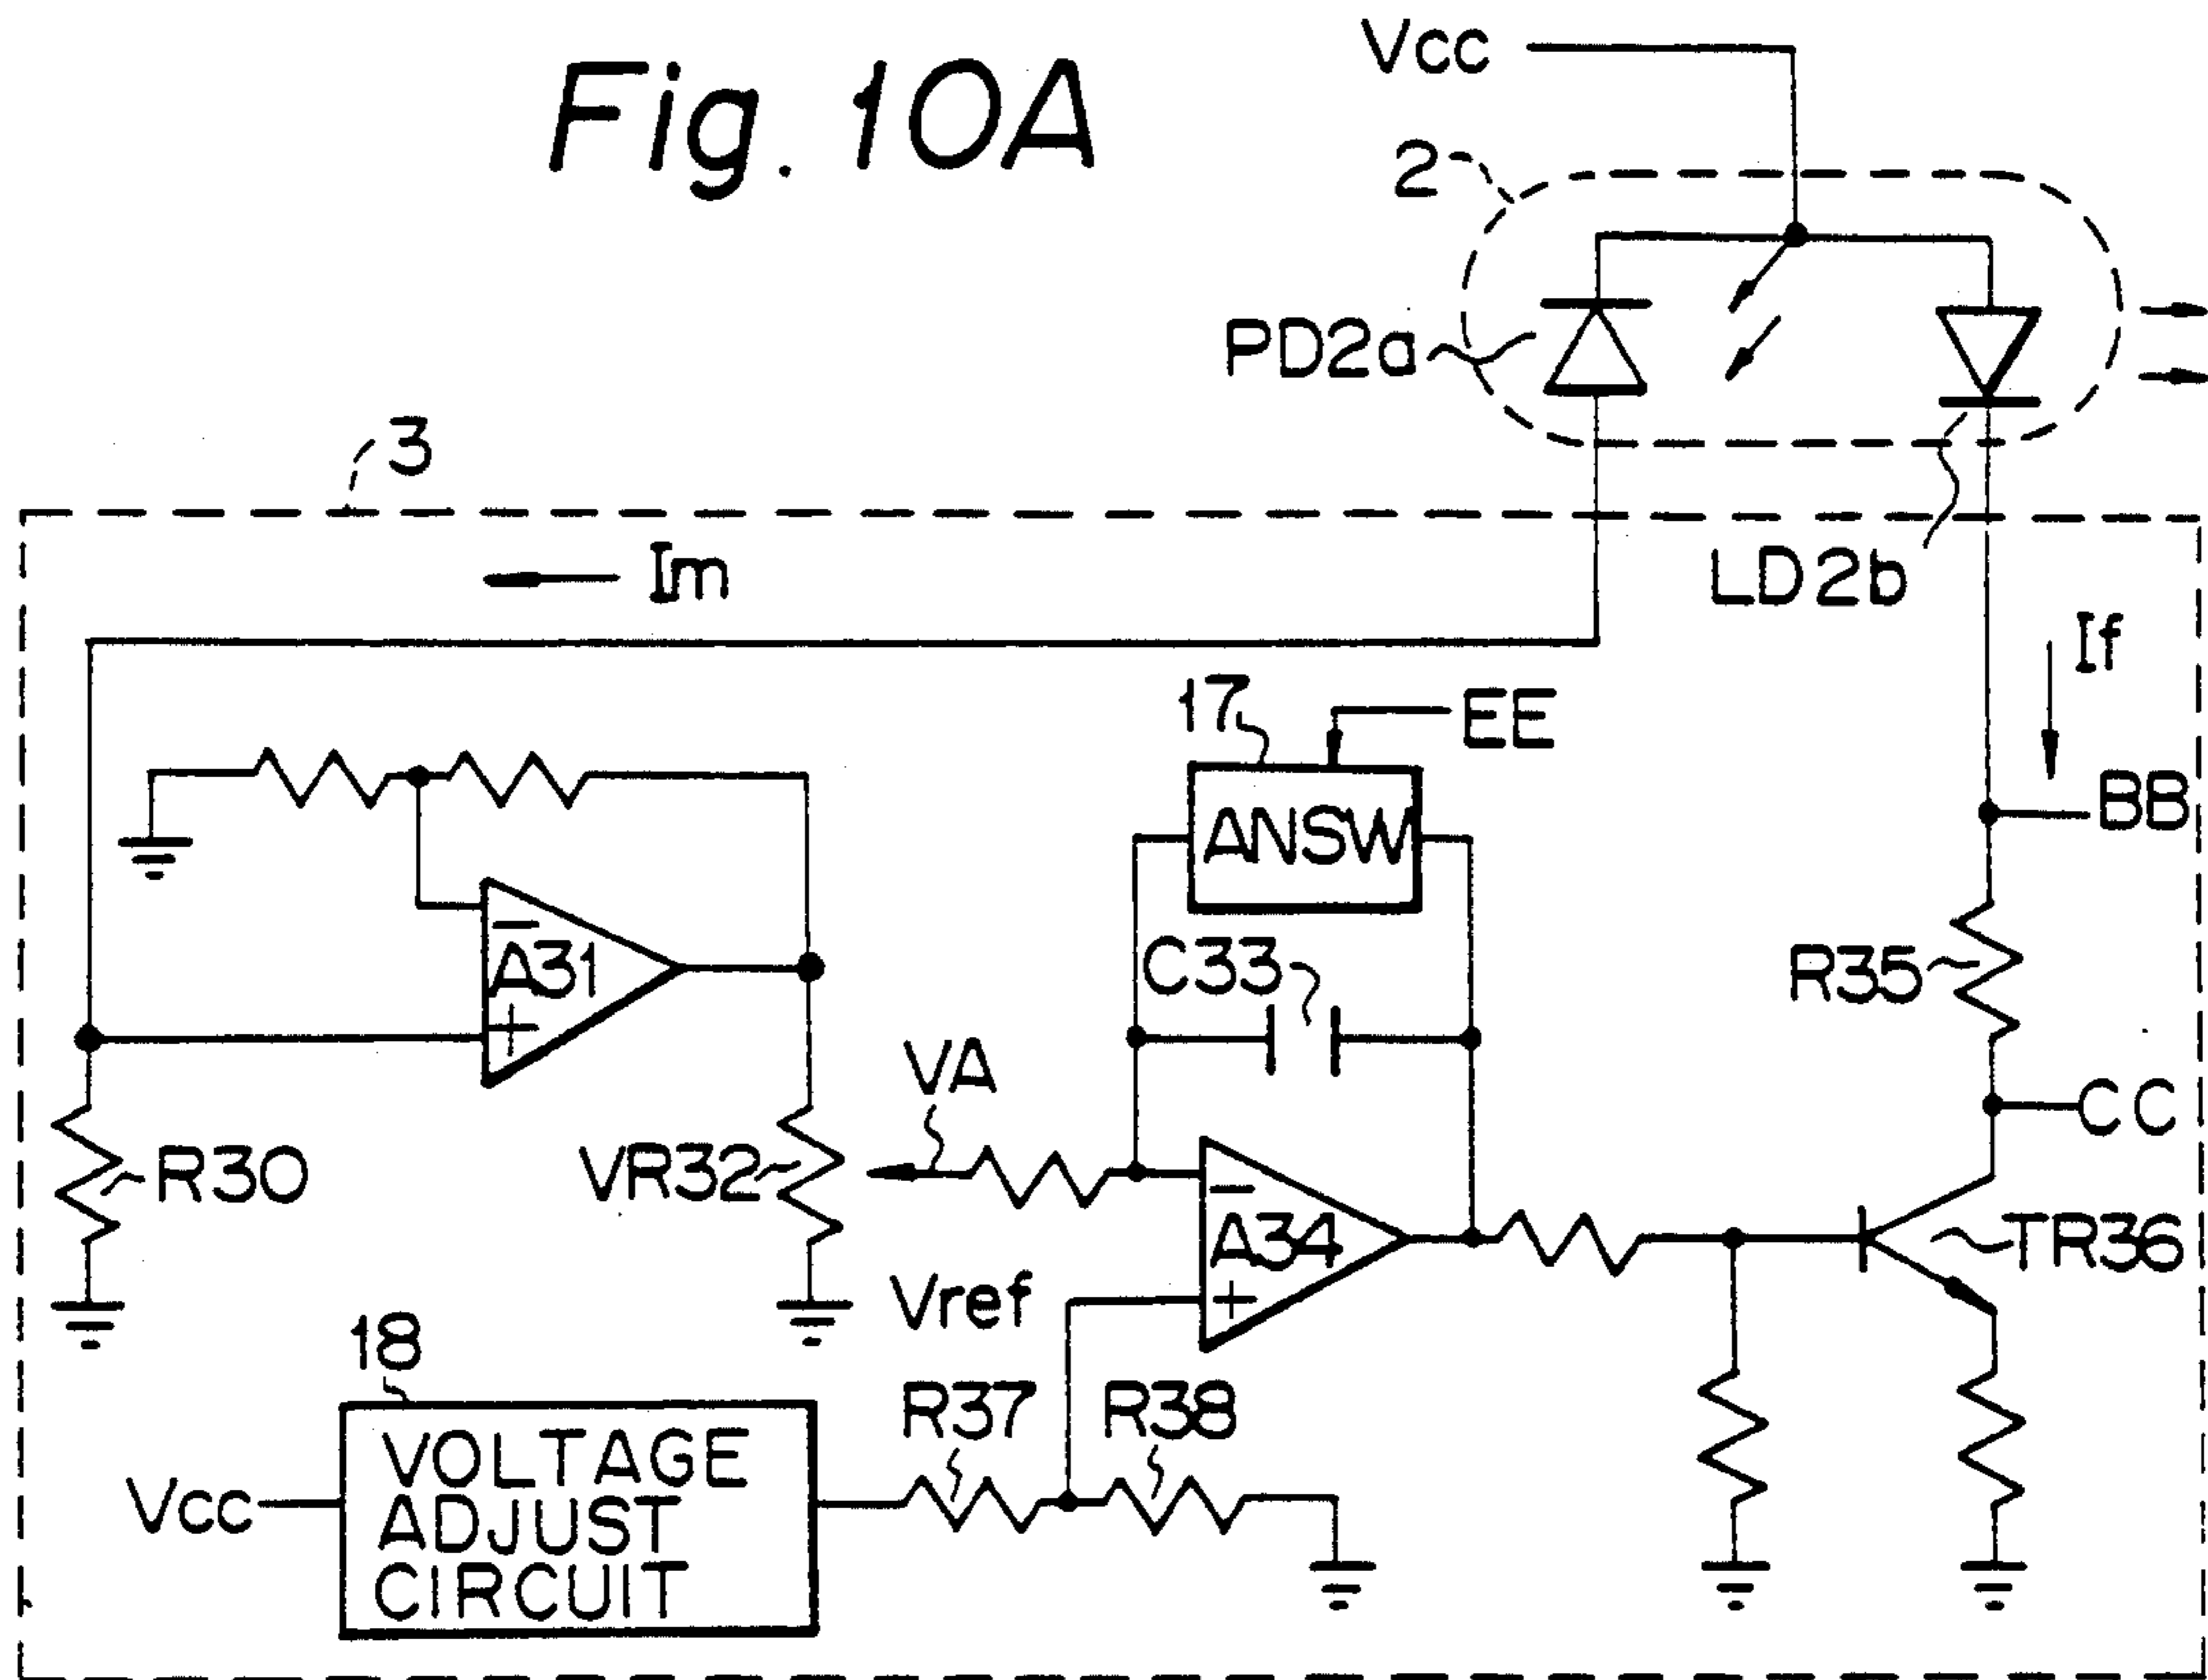 Fig. 10A
Vcc
2
PD2a
3
Im
LD2b
If
17
EE
ANSW
BB
−
A31
+
C33
R35
VA
CC
R30
VR32
−
A34
+
TR36
Vref
18
R37
R38
Vcc
VOLTAGE
ADJUST
CIRCUIT